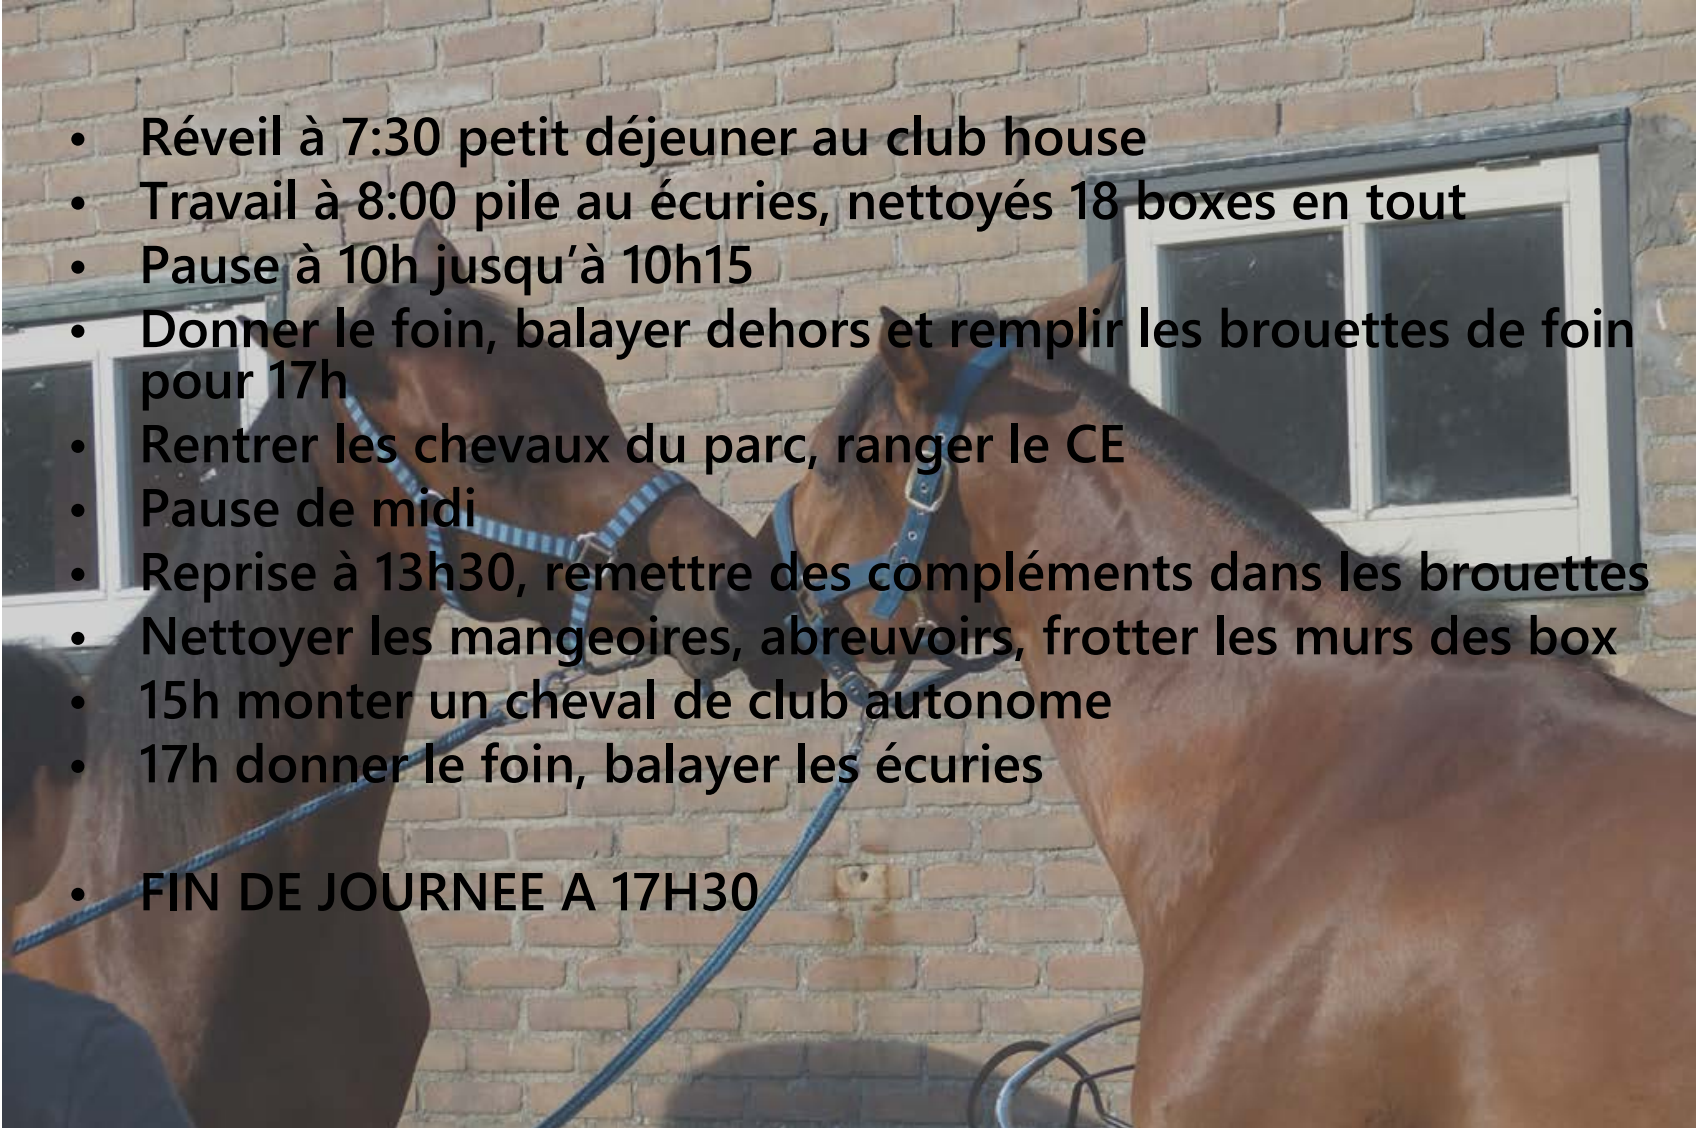 • Réveil à 7:30 petit déjeuner au club house
• Travail à 8:00 pile au écuries, nettoyés 18 boxes en tout
• Pause à 10h jusqu'à 10h15
• Donner le foin, balayer dehors et remplir les brouettes de foin
pour 17h
• Rentrer les chevaux du parc, ranger le CE
• Pause de midi
• Reprise à 13h30, remettre des compléments dans les brouettes
• Nettoyer les mangeoires, abreuvoirs, frotter les murs des box
• 15h monter un cheval de club autonome
• 17h donner le foin, balayer les écuries
• FIN DE JOURNEE A 17H30